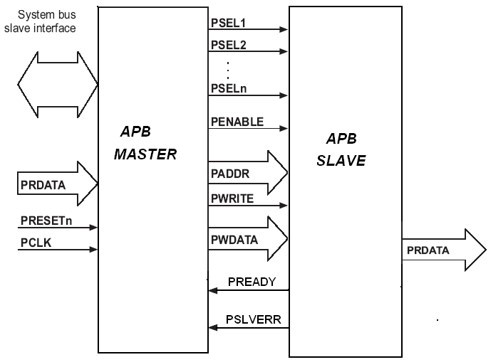 System bus
slave interface
PSEL1
PSEL2
PSELn
PENABLE
APB
MASTER
APB
SLAVE
PRDATA
PADDR
PRESETn
PWRITE
PCLK
PWDATA
PRDATA
PREADY
PSLVERR